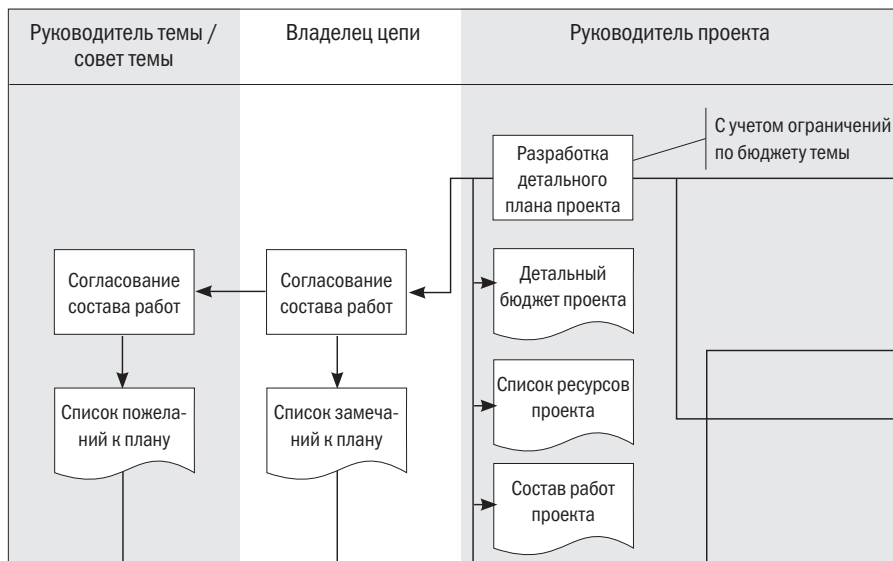 Руководитель темы /
совет темы
Владелец цепи
Руководитель проекта
С учетом ограничений
по бюджету темы
Разработка
детального
плана проекта
Согласование
состава работ
Согласование
состава работ
Детальный
бюджет проекта
Список пожела-
ний к плану
Список замеча-
ний к плану
Список ресурсов
проекта
Состав работ
проекта